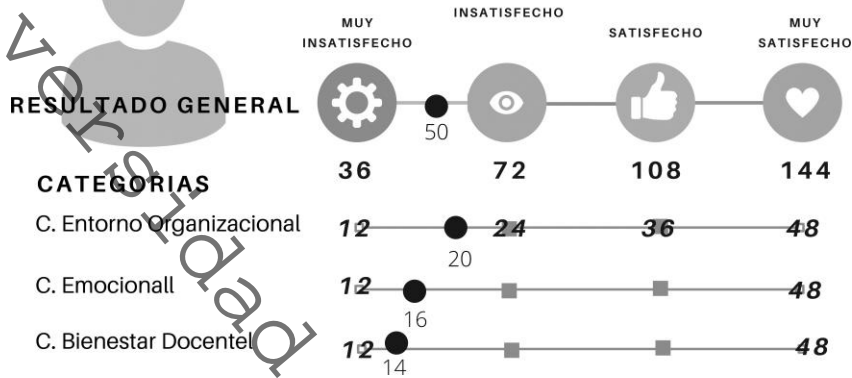 MUY INSATISFECHO
INSATISFECHO
SATISFECHO
MUY SATISFECHO
RESULTADO GENERAL
50
36 72 108 144
CATEGORIAS
C. Entorno Organizacional 12 24 36 48
20
C. Emocionall 12 48
16
C. Bienestar Docentel 12 48
14
versidad